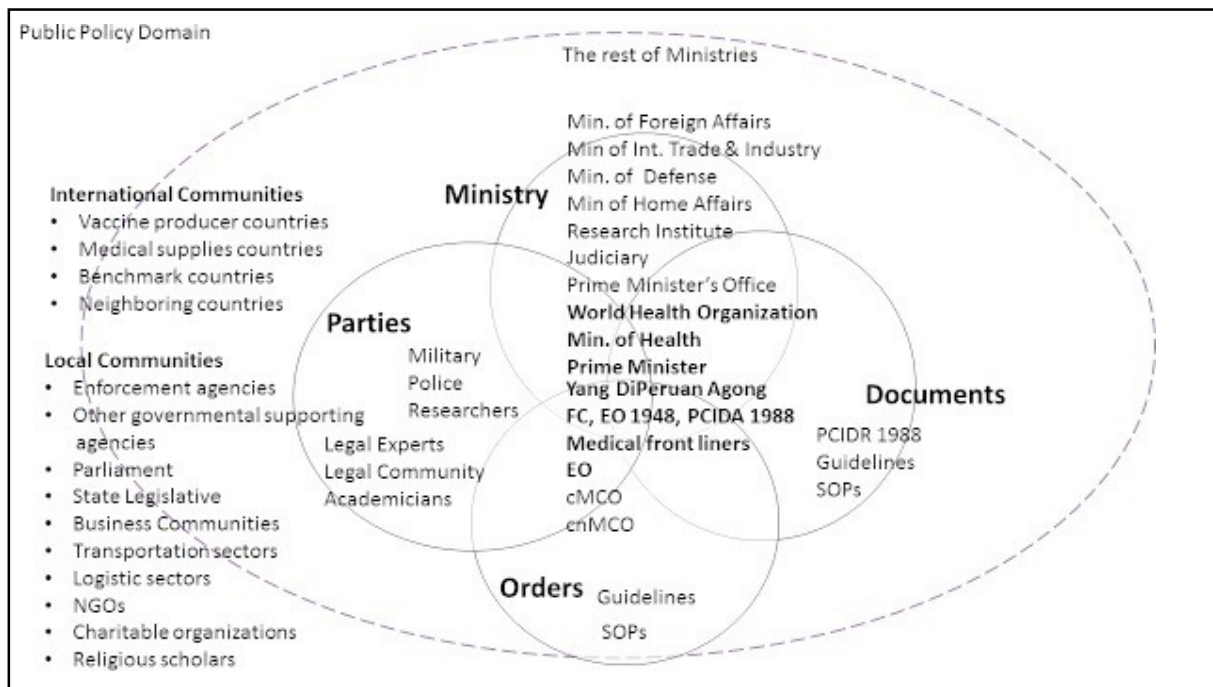 Public Policy Domain
The rest of Ministries
Min. of Foreign Affairs
Min of Int. Trade & Industry
Min. of Defense
Min of Home Affairs
Research Institute
Judiciary
Prime Minister's Office
World Health Organization
Min. of Health
Prime Minister
Yang DiPeruan Agong
FC, EO 1948, PCIDA 1988
Medical front liners
EO
cMCO
cnMCO
Ministry
International Communities
• Vaccine producer countries
• Medical supplies countries
• Benchmark countries
• Neighboring countries
Parties
Military
Police
Researchers
Legal Experts
Legal Community
Academicians
Local Communities
• Enforcement agencies
• Other governmental supporting
agencies
• Parliament
• State Legislative
• Business Communities
• Transportation sectors
• Logistic sectors
• NGOs
• Charitable organizations
• Religious scholars
Documents
PCIDR 1988
Guidelines
SOPs
Orders
Guidelines
SOPs